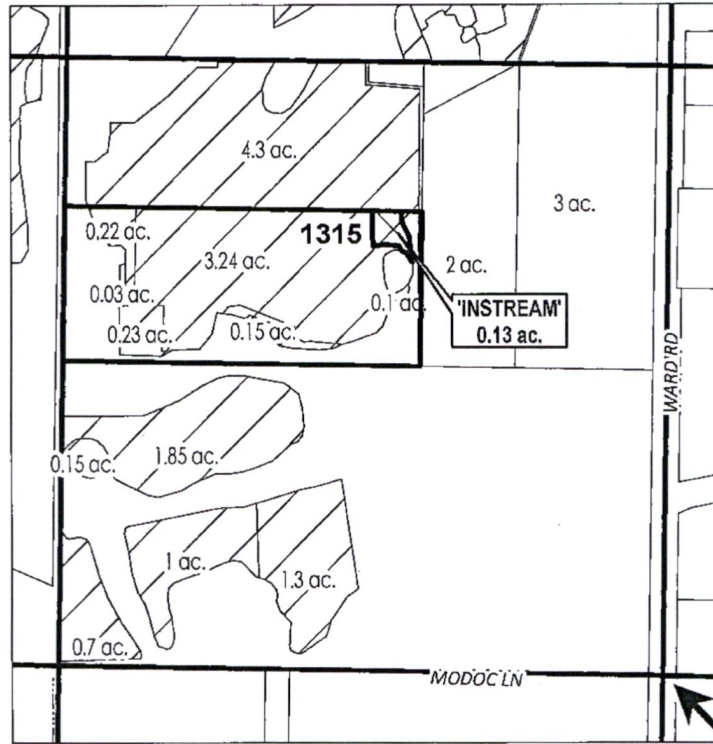 4.3 ac.
3 ac.
0.22 ac.
1315
3.24 ac.
2 ac.
0.03 ac.
0.1 ac.
'INSTREAM'
0.13 ac.
0.23 ac.
0.15 ac.
WARD RD
0.15 ac.
1.85 ac.
1 ac.
1.3 ac.
0.7 ac.
MODOC LN